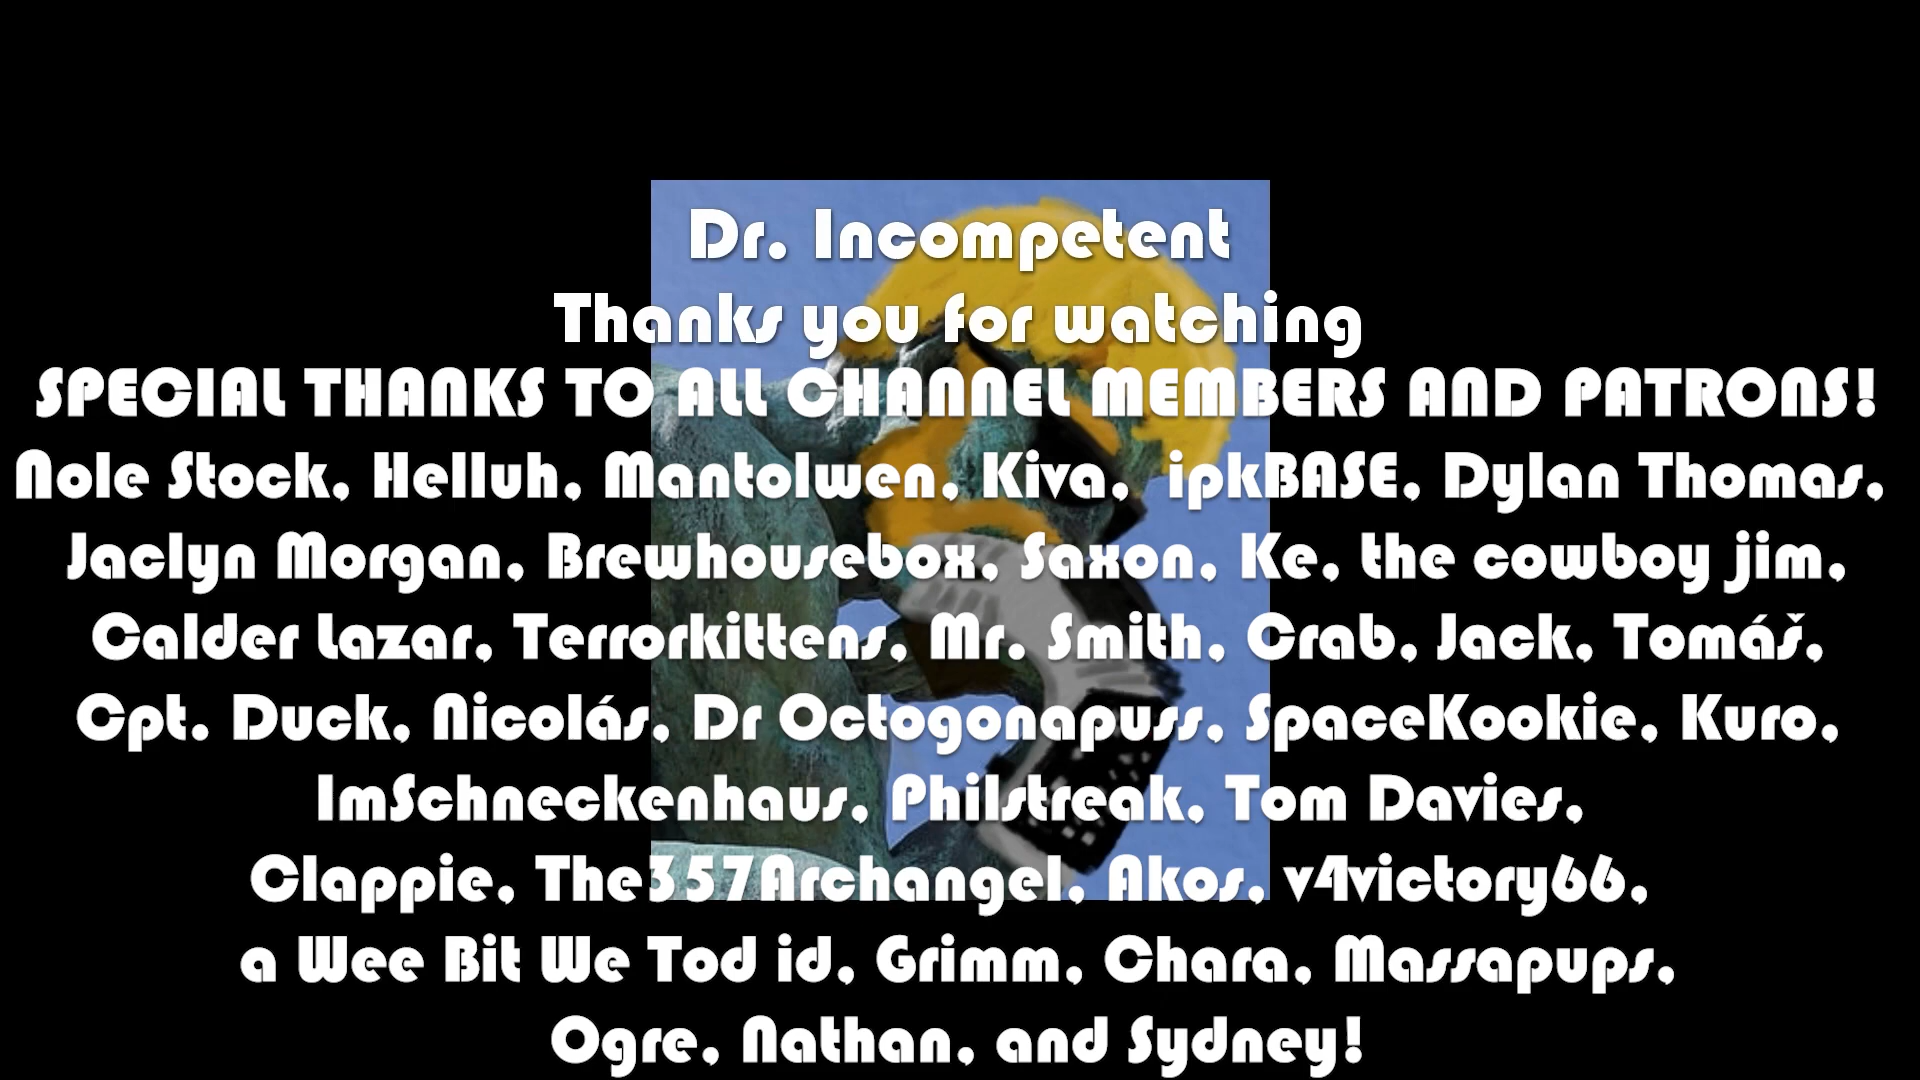 Dr. Incompetent
Thanks you for watching
SPECIAL THANKS TO ALL CHANNEL MEMBERS AND PATRONS!
Nole Stock, Helluh, Mantolwen, Kiva, ipkBASE, Dylan Thomas,
Jaclyn Morgan, Brewhousebox, Saxon, Ke, the cowboy jim,
Calder Lazar, Terrorkittens, Mr. Smith, Crab, Jack, Tomáš,
Cpt. Duck, Nicolás, Dr Octogonapuss, SpaceKookie, Kuro,
ImSchneckenhaus, Philstreak, Tom Davies,
Clappie, The357Archangel, Akos, v4victory66,
a Wee Bit We Tod id, Grimm, Chara, Massapups,
Ogre, Nathan, and Sydney!